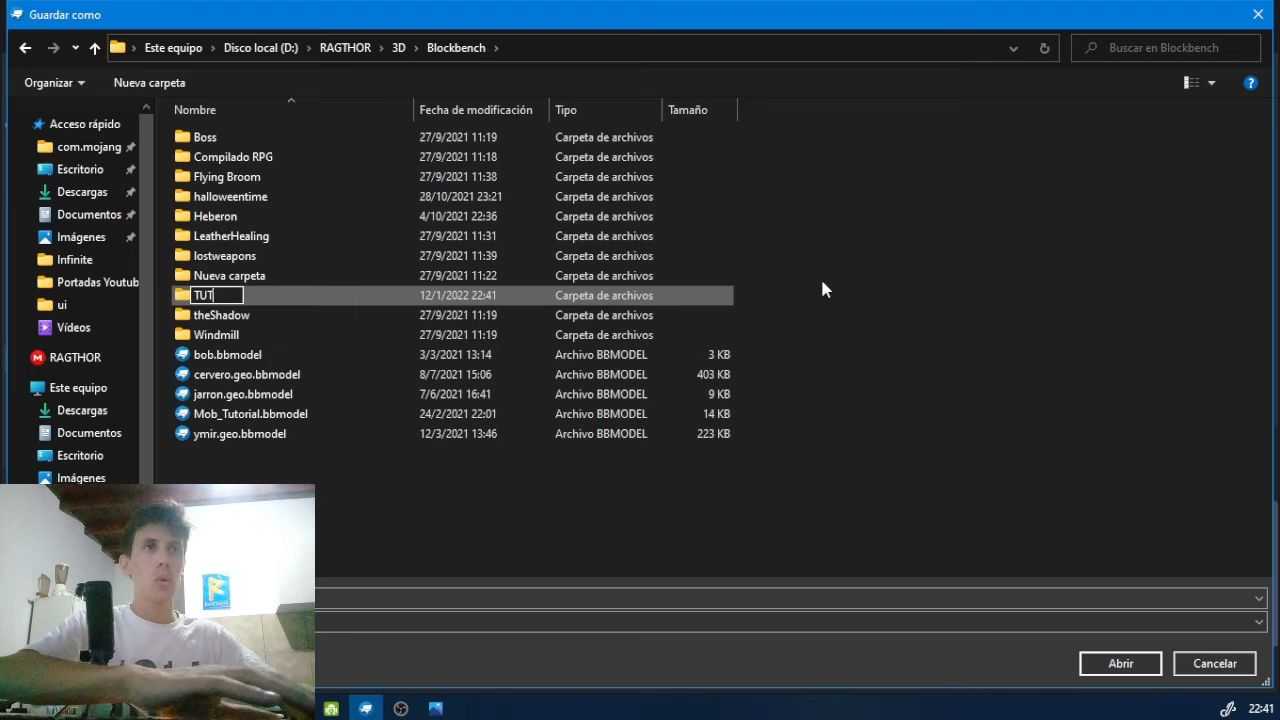 Guardar como
Este equipo > Disco local (D:) > RAGTHOR > 3D > Blockbench >
Buscar en Blockbench
Organizar
Nueva carpeta
Nombre Fecha de modificación Tipo Tamaño
Acceso rápido
com.mojang
Escritorio
Descargas
Documentos
Imágenes
Infinite
Portadas Youtub
ui
Vídeos
RAGTHOR
Este equipo
Descargas
Documentos
Escritorio
Imágenes
Boss 27/9/2021 11:19 Carpeta de archivos
Compilado RPG 27/9/2021 11:18 Carpeta de archivos
Flying Broom 27/9/2021 11:38 Carpeta de archivos
halloweentime 28/10/2021 23:21 Carpeta de archivos
Heberon 4/10/2021 22:36 Carpeta de archivos
LeatherHealing 27/9/2021 11:31 Carpeta de archivos
lostweapons 27/9/2021 11:39 Carpeta de archivos
Nueva carpeta 27/9/2021 11:22 Carpeta de archivos
TUT 12/1/2022 22:41 Carpeta de archivos
theShadow 27/9/2021 11:19 Carpeta de archivos
Windmill 27/9/2021 11:19 Carpeta de archivos
bob.bbmodel 3/3/2021 13:14 Archivo BBMODEL 3 KB
cervero.geo.bbmodel 8/7/2021 15:06 Archivo BBMODEL 403 KB
jarron.geo.bbmodel 7/6/2021 16:41 Archivo BBMODEL 9 KB
Mob_Tutorial.bbmodel 24/2/2021 22:01 Archivo BBMODEL 14 KB
ymir.geo.bbmodel 12/3/2021 13:46 Archivo BBMODEL 223 KB
RAGTHOR
Abrir
Cancelar
22:41